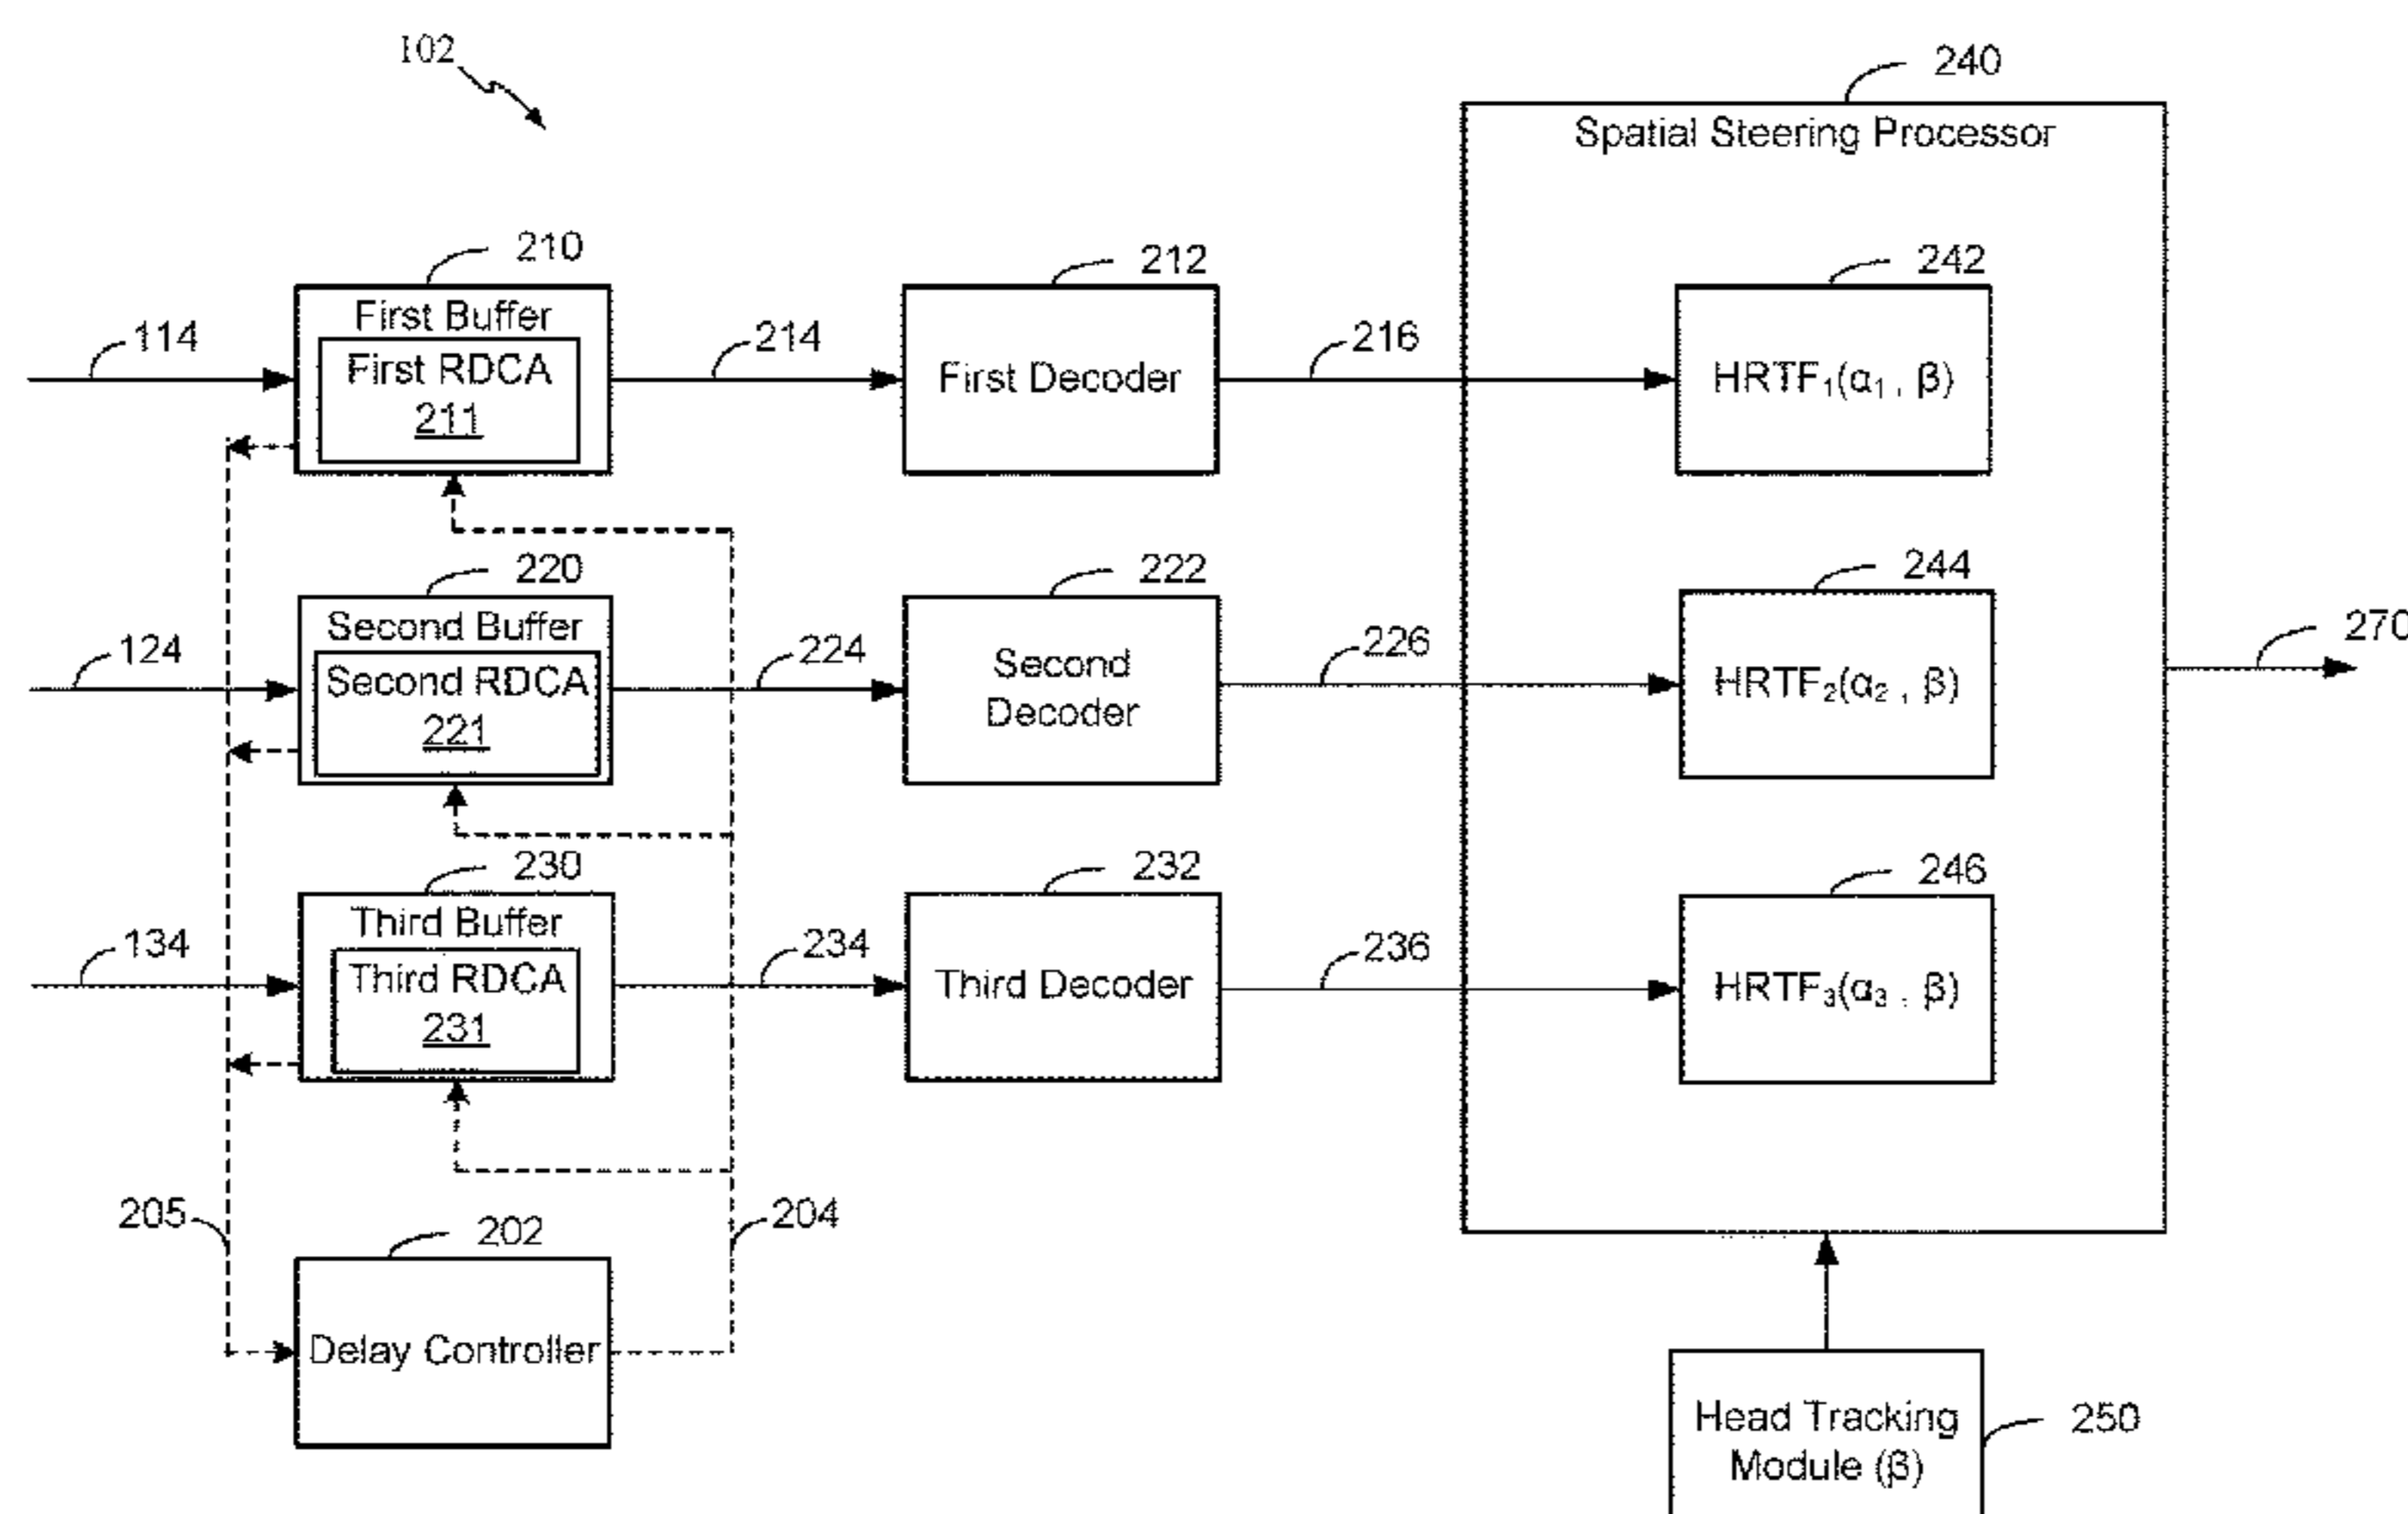 102
240
Spatial Steering Processor
210
212
242
First Buffer
114
First RDCA
211
214
First Decoder
216
HRTF₁(α₁ , β)
220
222
244
Second Buffer
124
Second RDCA
221
224
Second
Decoder
226
HRTF₂(α₂ , β)
270
230
232
246
Third Buffer
134
Third RDCA
231
234
Third Decoder
236
HRTF₃(α₃ , β)
205
202
204
Delay Controller
Head Tracking
Module (β)
250